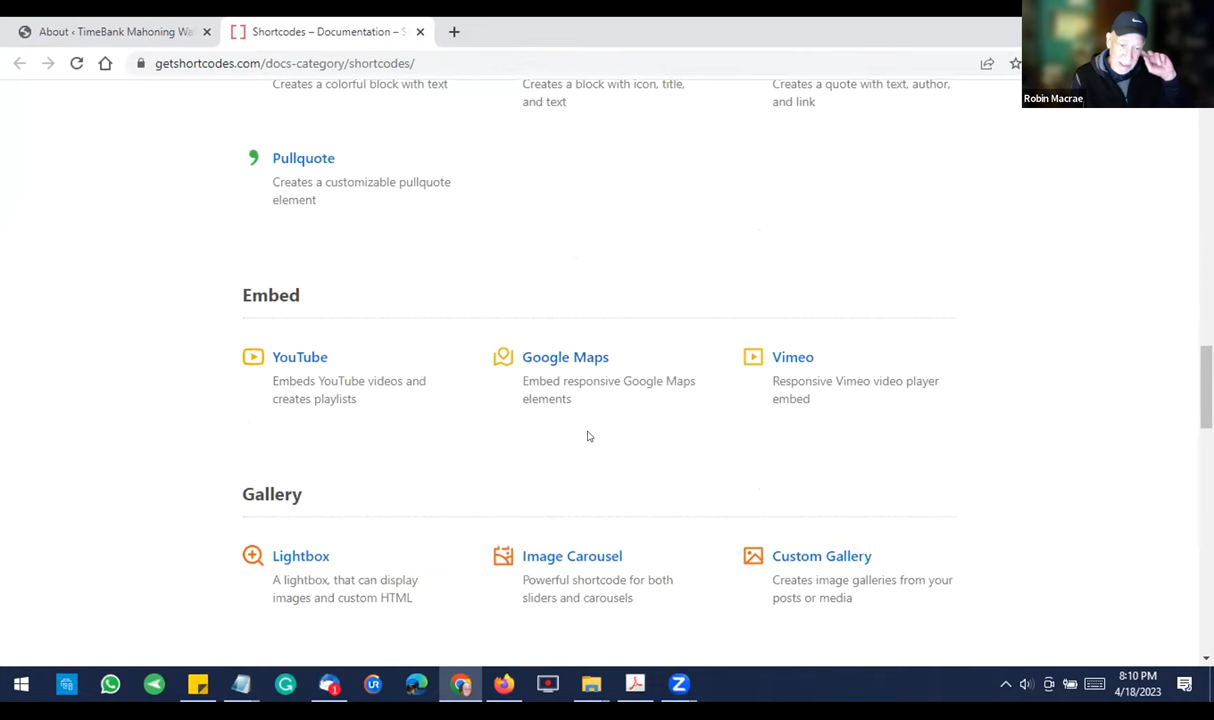 About ‹ TimeBank Mahoning Wa
Shortcodes – Documentation – S
getshortcodes.com/docs-category/shortcodes/
Robin Macrae
Creates a colorful block with text
Creates a block with icon, title,
and text
Creates a quote with text, author,
and link
Pullquote
Creates a customizable pullquote
element
Embed
YouTube
Embeds YouTube videos and
creates playlists
Google Maps
Embed responsive Google Maps
elements
Vimeo
Responsive Vimeo video player
embed
Gallery
Lightbox
A lightbox, that can display
images and custom HTML
Image Carousel
Powerful shortcode for both
sliders and carousels
Custom Gallery
Creates image galleries from your
posts or media
8:10 PM
4/18/2023